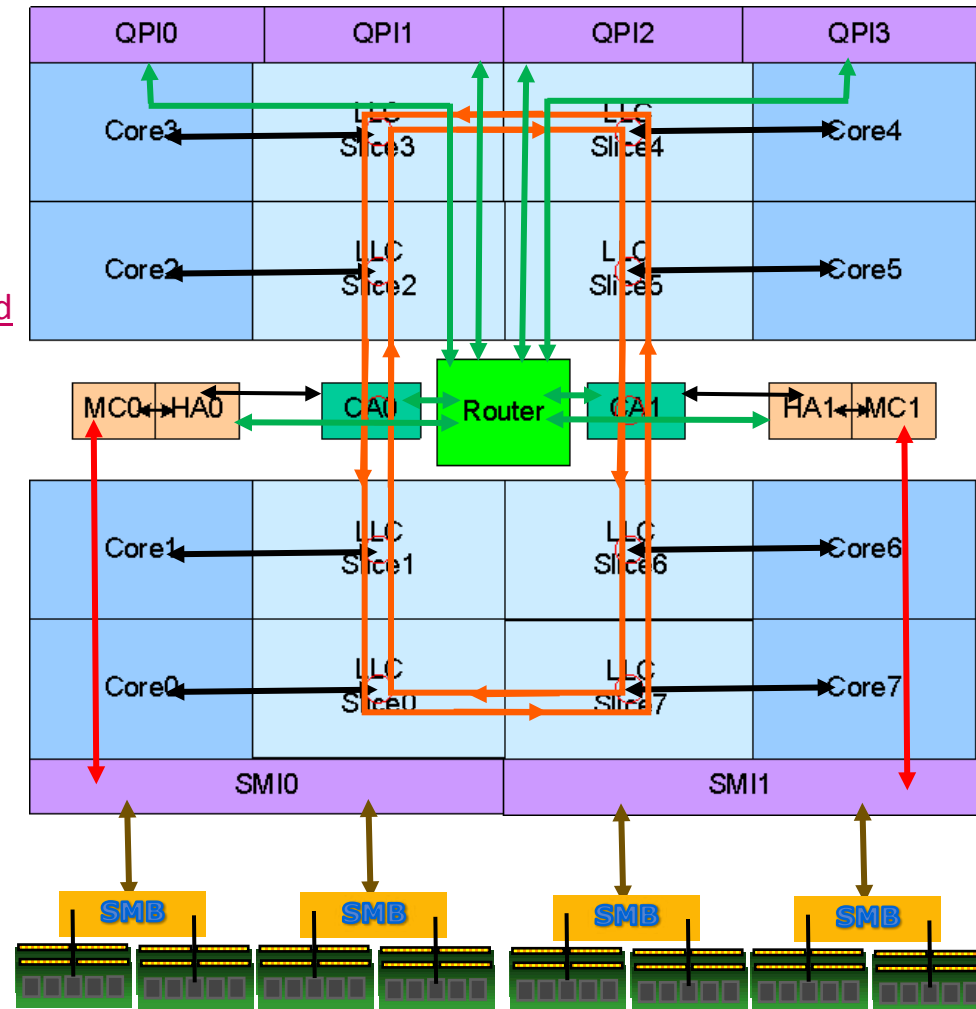 QPI0 QPI1 QPI2 QPI3
LLC LLC
Core3 Slice3 Slice4 Core4
LLC LLC
Core2 Slice2 Slice5 Core5
d
MC0 HA0 CA0 Router CA1 HA1 MC1
LLC LLC
Core1 Slice1 Slice6 Core6
LLC LLC
Core0 Slice0 Slice7 Core7
SMI0 SMI1
SMB SMB SMB SMB